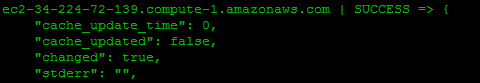 ec2-34-224-72-139.compute-1.amazonaws.com | SUCCESS => {
    "cache_update_time": 0,
    "cache_updated": false,
    "changed": true,
    "stderr": "",